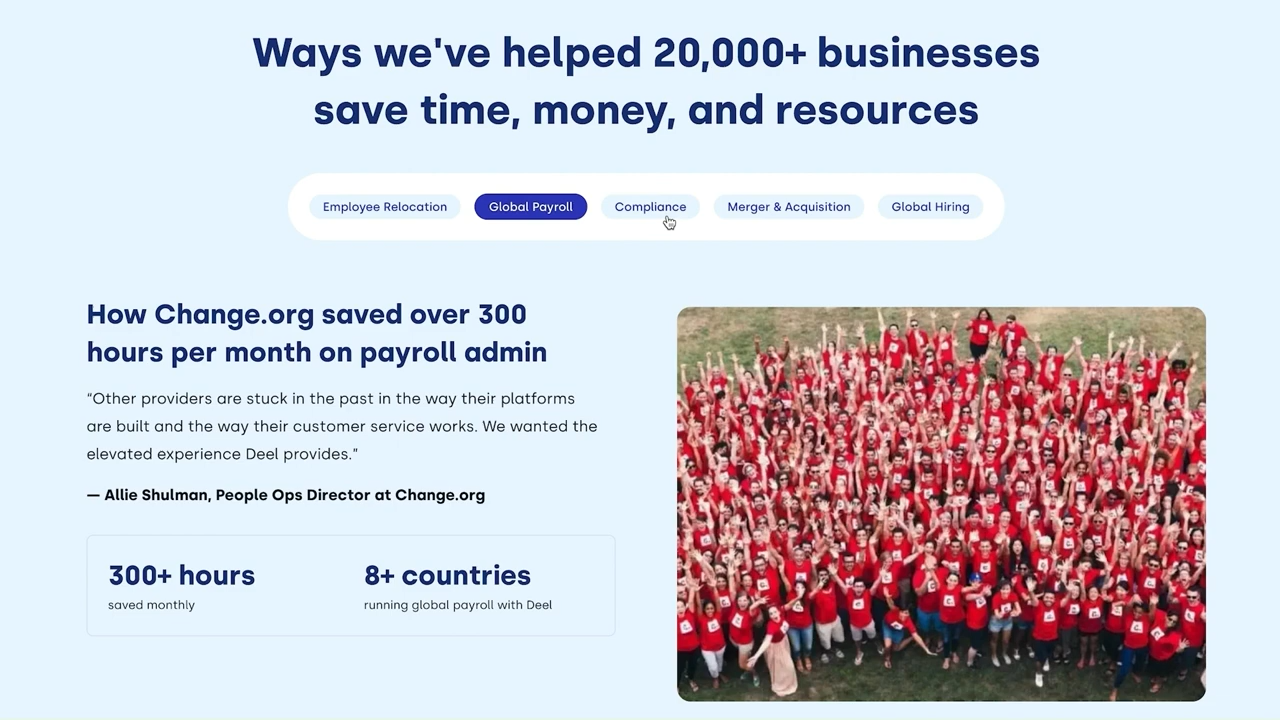 Ways we've helped 20,000+ businesses
save time, money, and resources
Employee Relocation
Global Payroll
Compliance
Merger & Acquisition
Global Hiring
How Change.org saved over 300
hours per month on payroll admin
“Other providers are stuck in the past in the way their platforms
are built and the way their customer service works. We wanted the
elevated experience Deel provides.”
— Allie Shulman, People Ops Director at Change.org
300+ hours
saved monthly
8+ countries
running global payroll with Deel